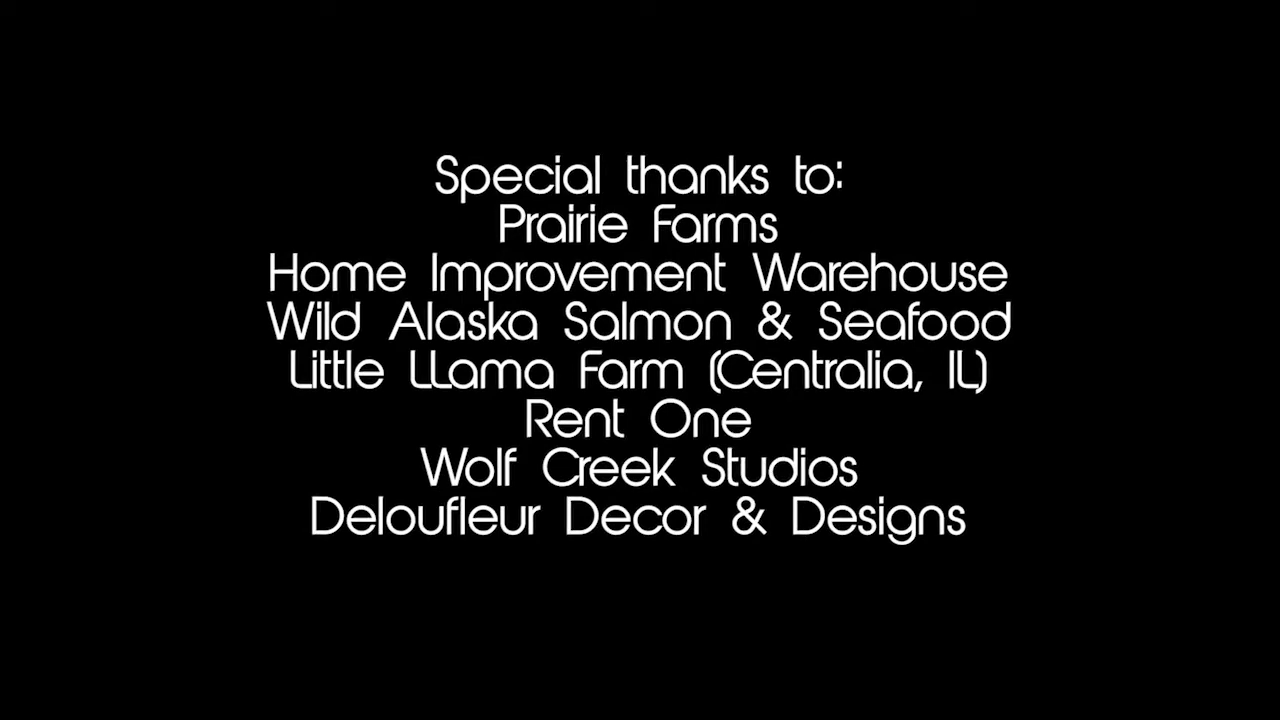 Special thanks to:
Prairie Farms
Home Improvement Warehouse
Wild Alaska Salmon & Seafood
Little LLama Farm (Centralia, IL)
Rent One
Wolf Creek Studios
Deloufleur Decor & Designs